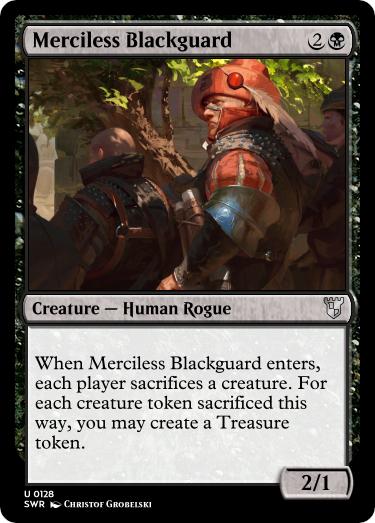 Merciless Blackguard 2
Creature — Human Rogue
When Merciless Blackguard enters,
each player sacrifices a creature. For
each creature token sacrificed this
way, you may create a Treasure
token.
2/1
U 0128
SWR Christof Grobelski